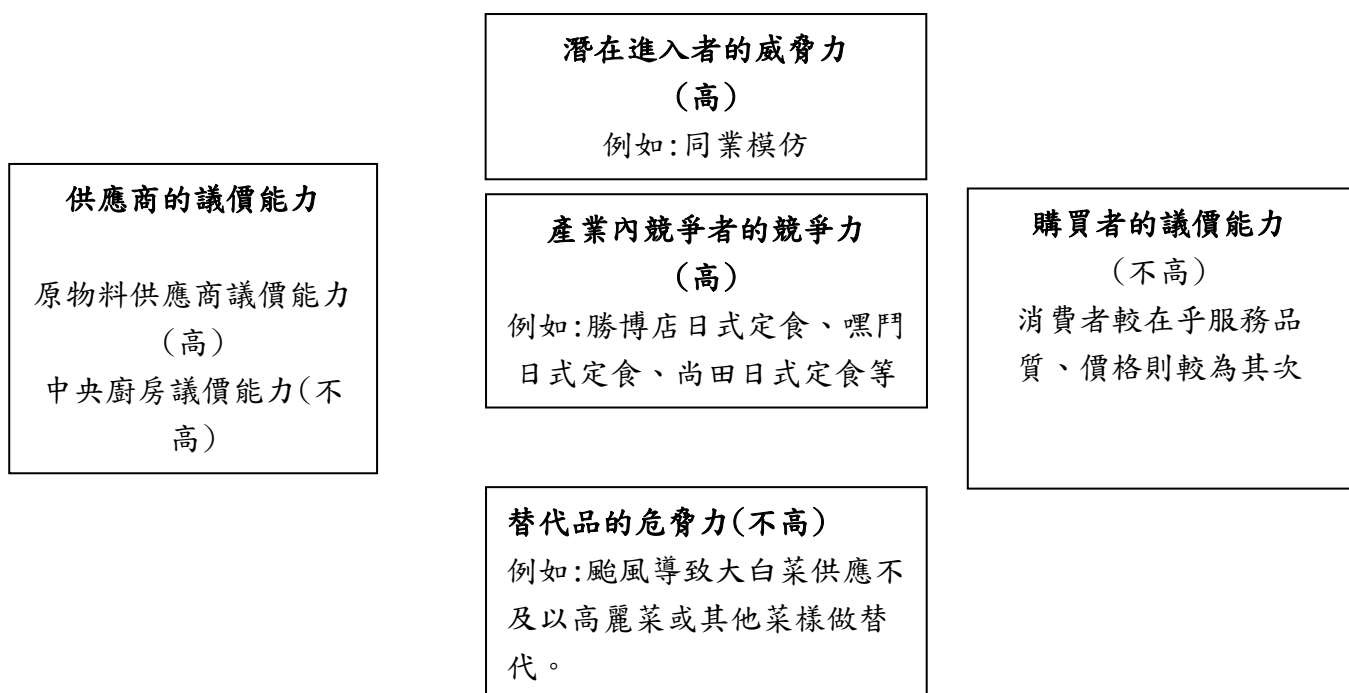 潛在進入者的威脅力
(高)
例如:同業模仿
供應商的議價能力
原物料供應商議價能力
(高)
中央廚房議價能力(不
高)
產業內競爭者的競爭力
(高)
例如:勝博店日式定食、嘿鬥
日式定食、尚田日式定食等
購買者的議價能力
(不高)
消費者較在乎服務品
質、價格則較為其次
替代品的危脅力(不高)
例如:颱風導致大白菜供應不
及以高麗菜或其他菜樣做替
代。